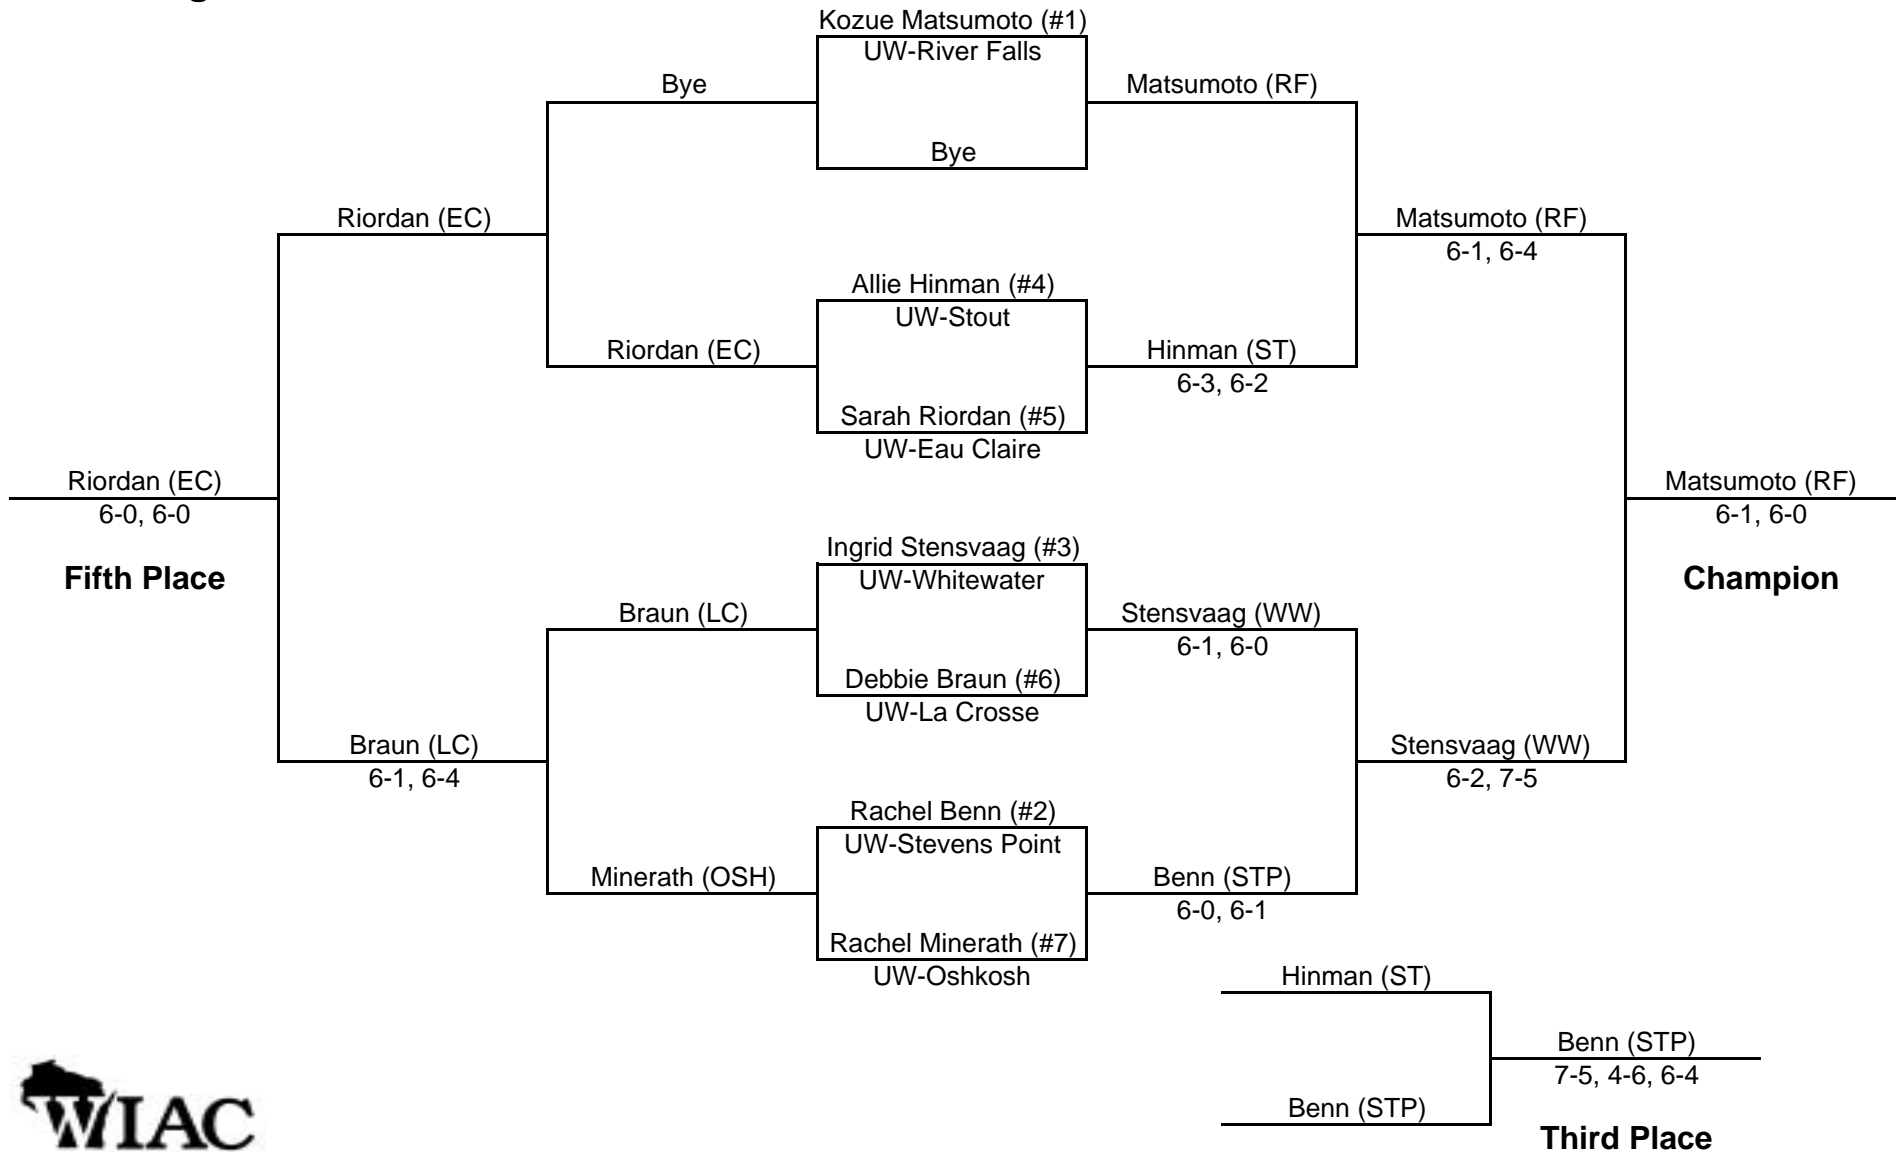 Kozue Matsumoto (#1)
UW-River Falls
Bye
Matsumoto (RF)
Bye
Riordan (EC)
Matsumoto (RF)
6-1, 6-4
Allie Hinman (#4)
UW-Stout
Riordan (EC)
Hinman (ST)
6-3, 6-2
Sarah Riordan (#5)
UW-Eau Claire
Riordan (EC)
6-0, 6-0
Fifth Place
Matsumoto (RF)
6-1, 6-0
Champion
Ingrid Stensvaag (#3)
UW-Whitewater
Braun (LC)
Stensvaag (WW)
6-1, 6-0
Debbie Braun (#6)
UW-La Crosse
Braun (LC)
6-1, 6-4
Stensvaag (WW)
6-2, 7-5
Rachel Benn (#2)
UW-Stevens Point
Minerath (OSH)
Benn (STP)
6-0, 6-1
Rachel Minerath (#7)
UW-Oshkosh
Hinman (ST)
Benn (STP)
7-5, 4-6, 6-4
Benn (STP)
Third Place
WIAC